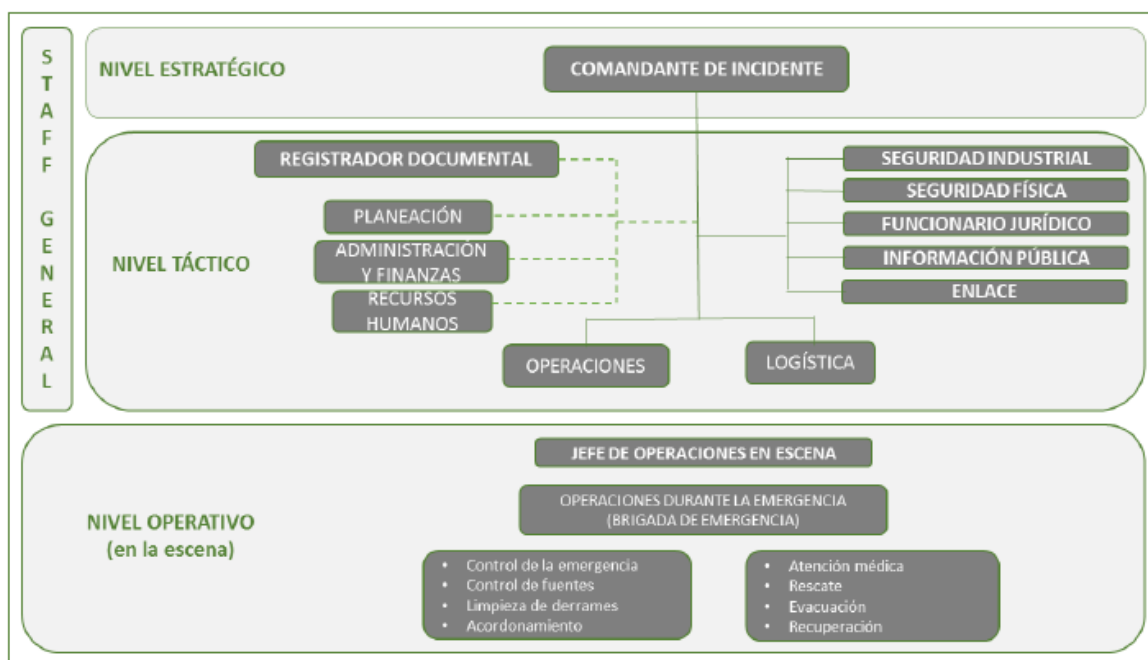 STAFF GENERAL
NIVEL ESTRATÉGICO
COMANDANTE DE INCIDENTE
NIVEL TÁCTICO
REGISTRADOR DOCUMENTAL
PLANEACIÓN
ADMINISTRACIÓN
Y FINANZAS
RECURSOS
HUMANOS
SEGURIDAD INDUSTRIAL
SEGURIDAD FÍSICA
FUNCIONARIO JURÍDICO
INFORMACIÓN PÚBLICA
ENLACE
OPERACIONES
LOGÍSTICA
NIVEL OPERATIVO
(en la escena)
JEFE DE OPERACIONES EN ESCENA
OPERACIONES DURANTE LA EMERGENCIA
(BRIGADA DE EMERGENCIA)
• Control de la emergencia
• Control de fuentes
• Limpieza de derrames
• Acordonamiento
• Atención médica
• Rescate
• Evacuación
• Recuperación